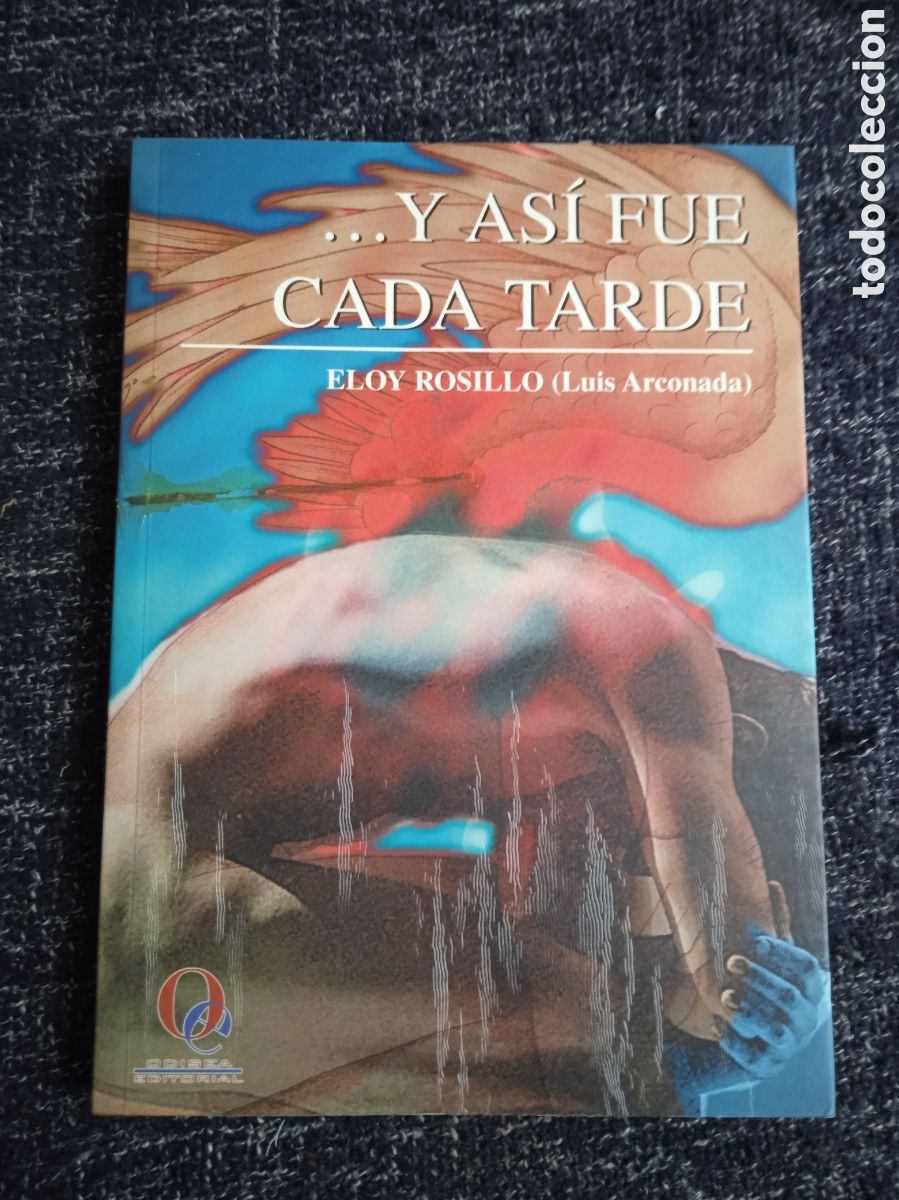 ...Y ASÍ FUE
CADA TARDE
ELOY ROSILLO (Luis Arconada)
ODISEA
EDITORIAL
todocoleccion